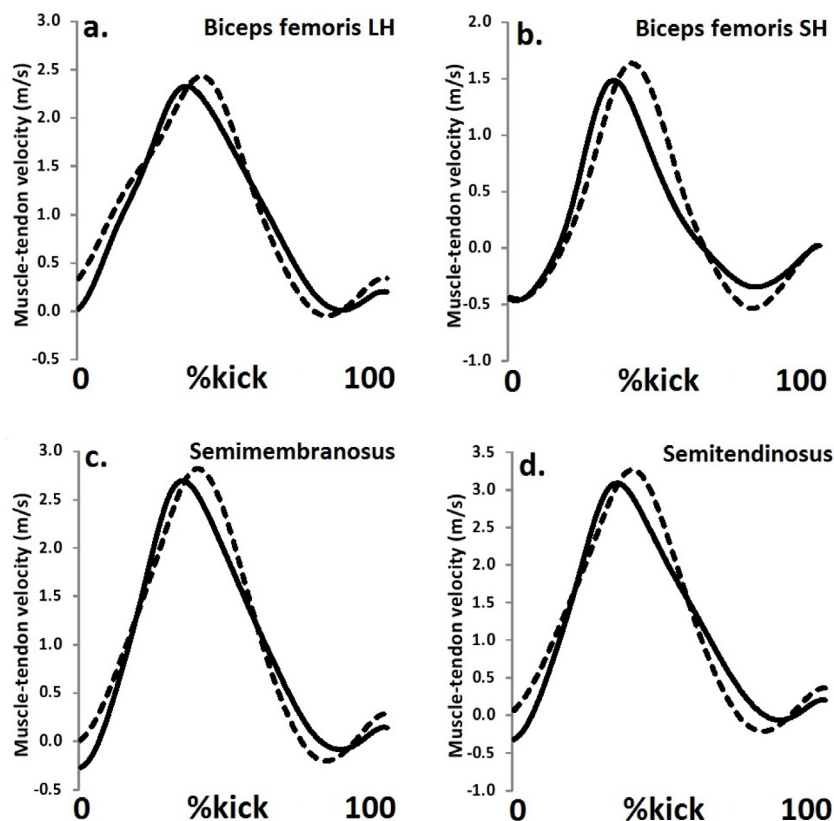 a.
Biceps femoris LH
Muscle-tendon velocity (m/s)
3.0
2.5
2.0
1.5
1.0
0.5
0.0
-0.5
0 %kick 100
b.
Biceps femoris SH
Muscle-tendon velocity (m/s)
2.0
1.5
1.0
0.5
0.0
-0.5
-1.0
0 %kick 100
c.
Semimembranosus
Muscle-tendon velocity (m/s)
3.0
2.5
2.0
1.5
1.0
0.5
0.0
-0.5
0 %kick 100
d.
Semitendinosus
Muscle-tendon velocity (m/s)
3.5
3.0
2.5
2.0
1.5
1.0
0.5
0.0
-0.5
-1.0
0 %kick 100